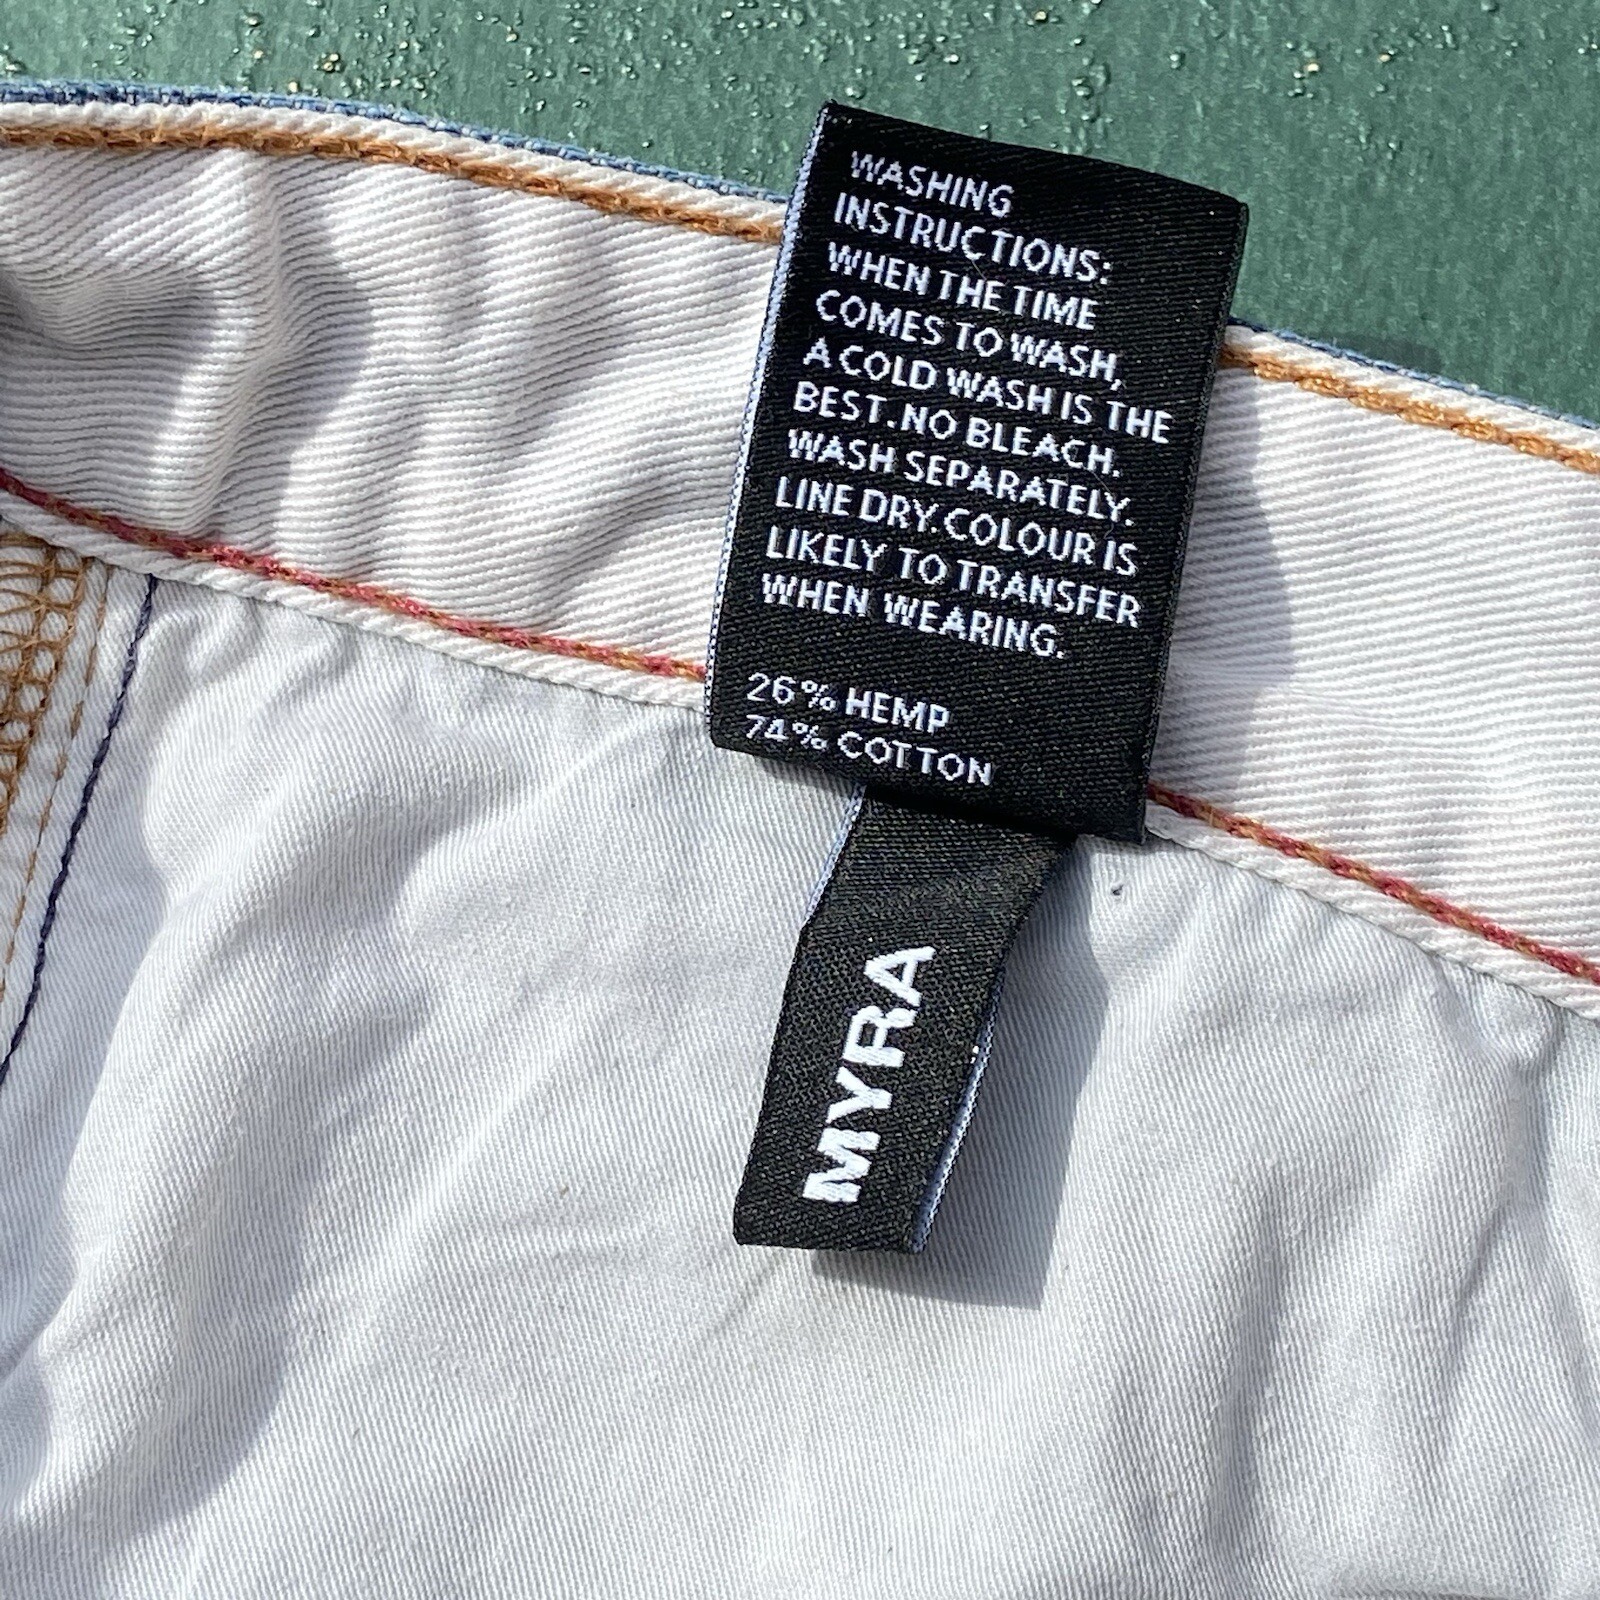 WASHING
INSTRUCTIONS:
WHEN THE TIME
COMES TO WASH,
A COLD WASH IS THE
BEST.NO BLEACH.
WASH SEPARATELY.
LINE DRY.COLOUR IS
LIKELY TO TRANSFER
WHEN WEARING.
26% HEMP
74% COTTON
MYRA